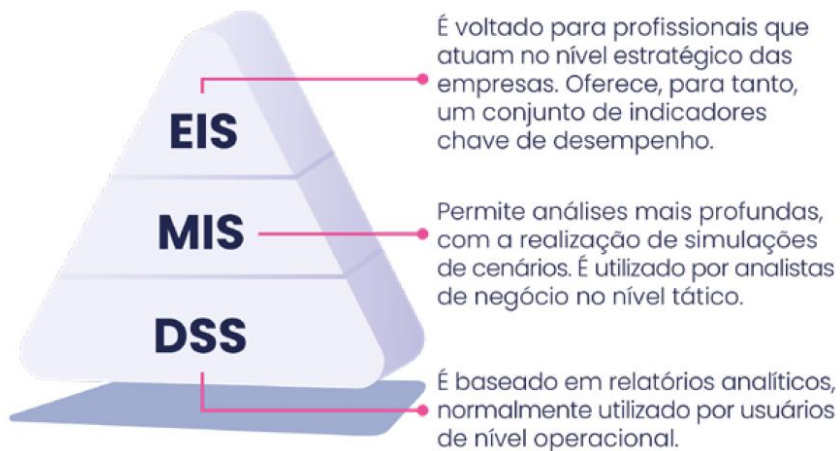 É voltado para profissionais que
atuam no nível estratégico das
empresas. Oferece, para tanto,
um conjunto de indicadores
chave de desempenho.
EIS
Permite análises mais profundas,
com a realização de simulações
de cenários. É utilizado por analistas
de negócio no nível tático.
MIS
DSS
É baseado em relatórios analíticos,
normalmente utilizado por usuários
de nível operacional.